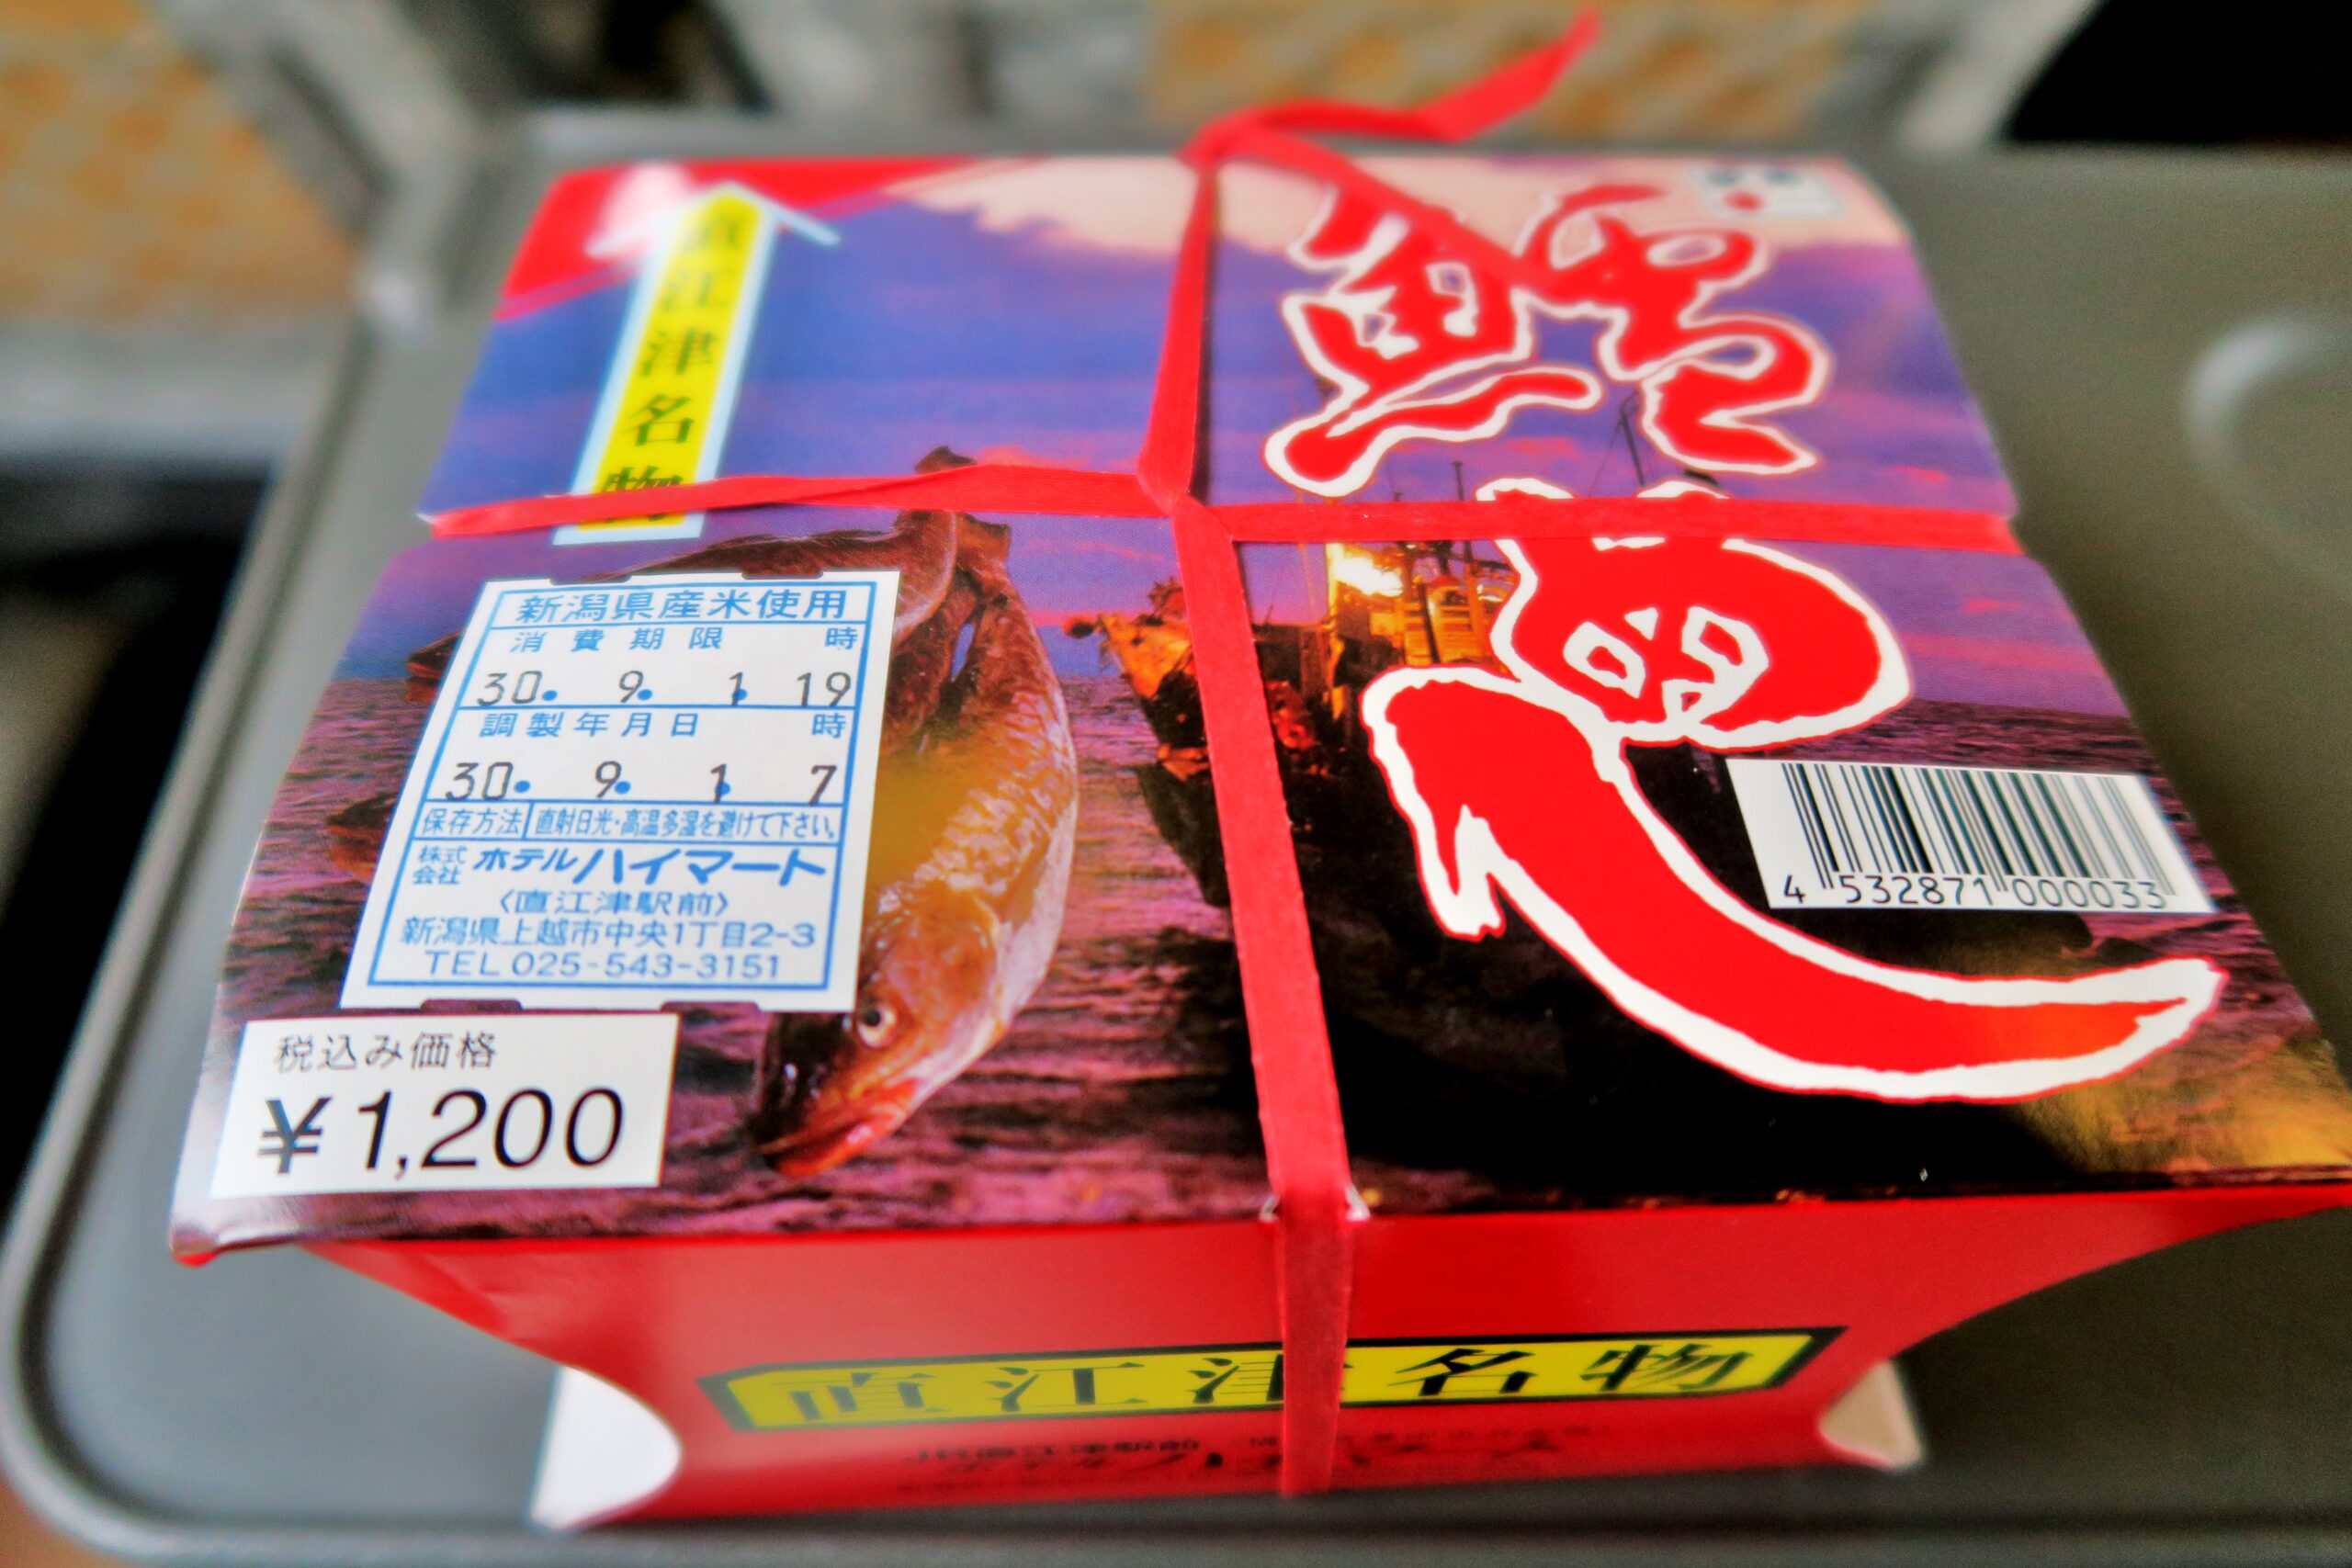 直江津名物
鱈めし
新潟県産米使用
消費期限 時
30. 9. 1 19
調製年月日 時
30. 9. 1 7
保存方法 直射日光・高温多湿を避けて下さい。
株式会社 ホテルハイマート
〈直江津駅前〉
新潟県上越市中央1丁目2-3
TEL 025-543-3151
税込み価格
¥1,200
4 532871 000033
直江津名物